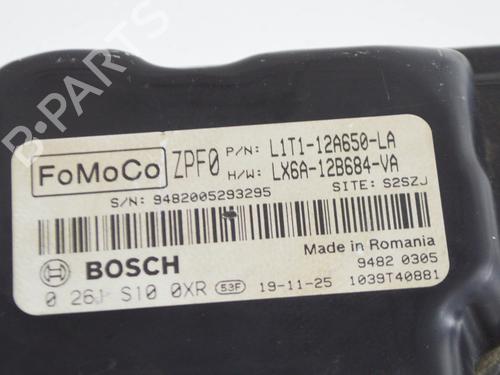 FoMoCo ZPF0 P/N: L1T1-12A650-LA
H/W: LX6A-12B684-VA
S/N: 9482005293295 SITE: S2SZJ
BOSCH Made in Romania
9482 0305
0 26J S10 0XR 53F 19-11-25 1039T40881
B-PARTS